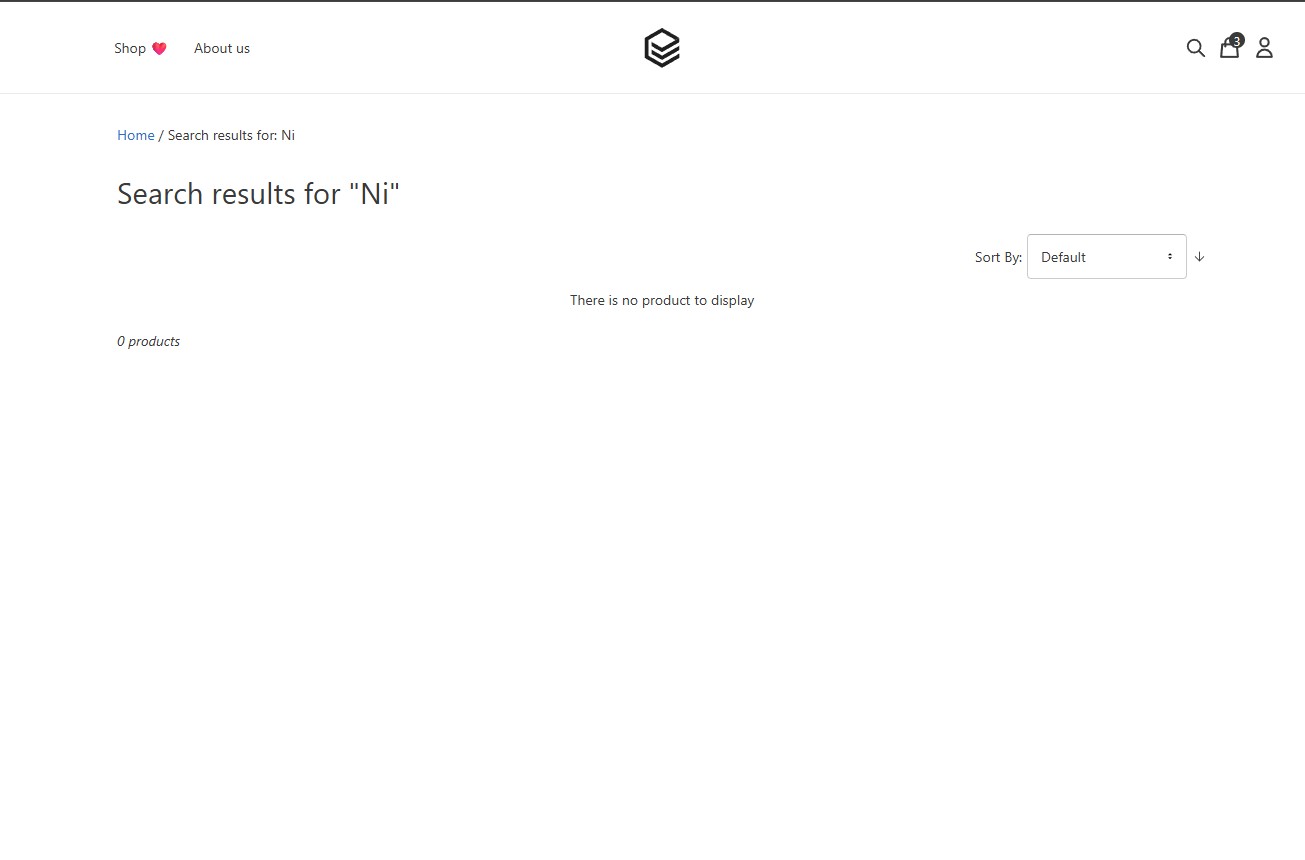 Shop ❤️ About us
3
Home / Search results for: Ni
Search results for "Ni"
Sort By: Default
There is no product to display
0 products